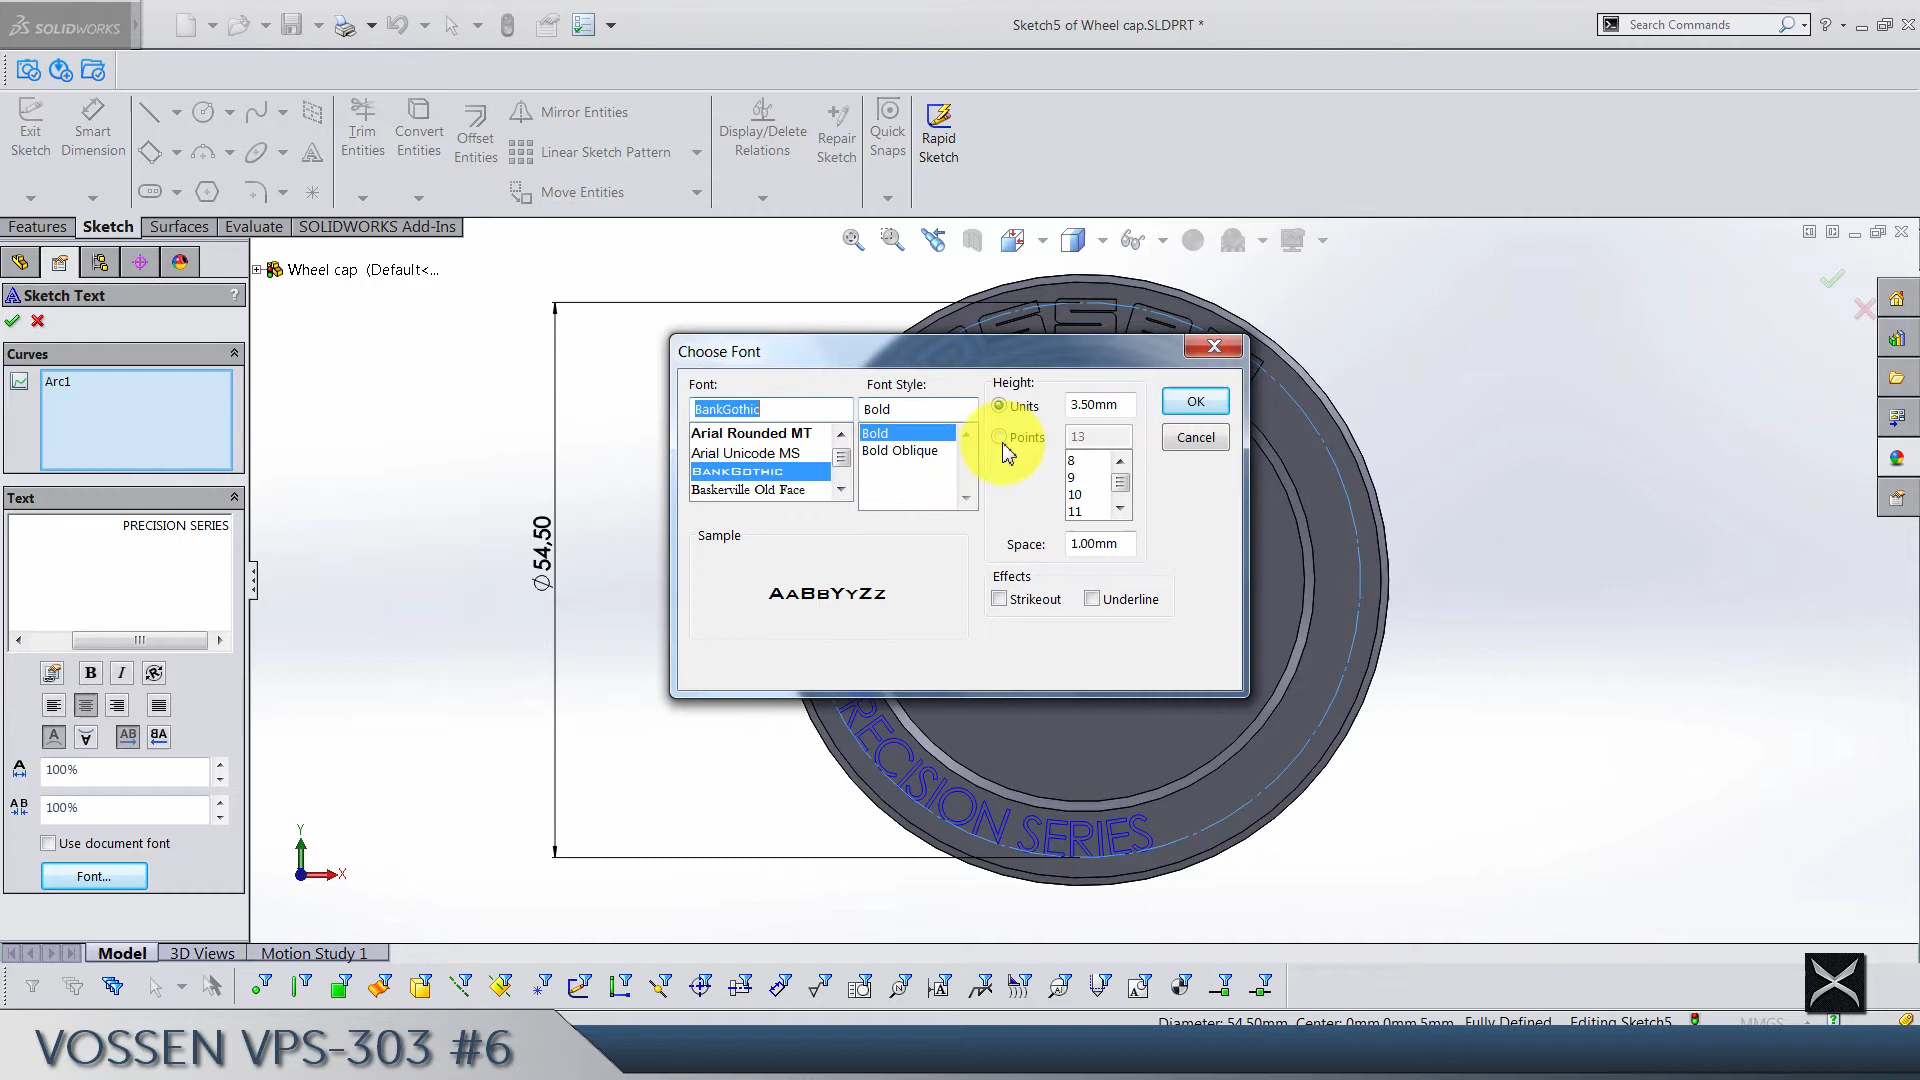 SOLIDWORKS
Sketch5 of Wheel cap.SLDPRT *
Search Commands
?
Exit Sketch
Smart Dimension
Trim Entities
Convert Entities
Offset Entities
Mirror Entities
Linear Sketch Pattern
Move Entities
Display/Delete Relations
Repair Sketch
Quick Snaps
Rapid Sketch
Features
Sketch
Surfaces
Evaluate
SOLIDWORKS Add-Ins
Wheel cap (Default<...
Sketch Text
?
Curves
Arc1
Text
PRECISION SERIES
B
I
R
A
A
AB
AB
A
100%
AB
100%
Use document font
Font...
Choose Font
Font:
BankGothic
Arial Rounded MT
Arial Unicode MS
BankGothic
Baskerville Old Face
Font Style:
Bold
Bold
Bold Oblique
Height:
Units
3.50mm
Points
13
8
9
10
11
Space:
1.00mm
OK
Cancel
Sample
AaBbYyZz
Effects
Strikeout
Underline
Ø54,50
RECISION SERIES
Y
X
Model
3D Views
Motion Study 1
Diameter: 54.50mm Center: 0mm,0mm,5mm
Fully Defined
Editing Sketch5
MMGS
?
VOSSEN VPS-303 #6